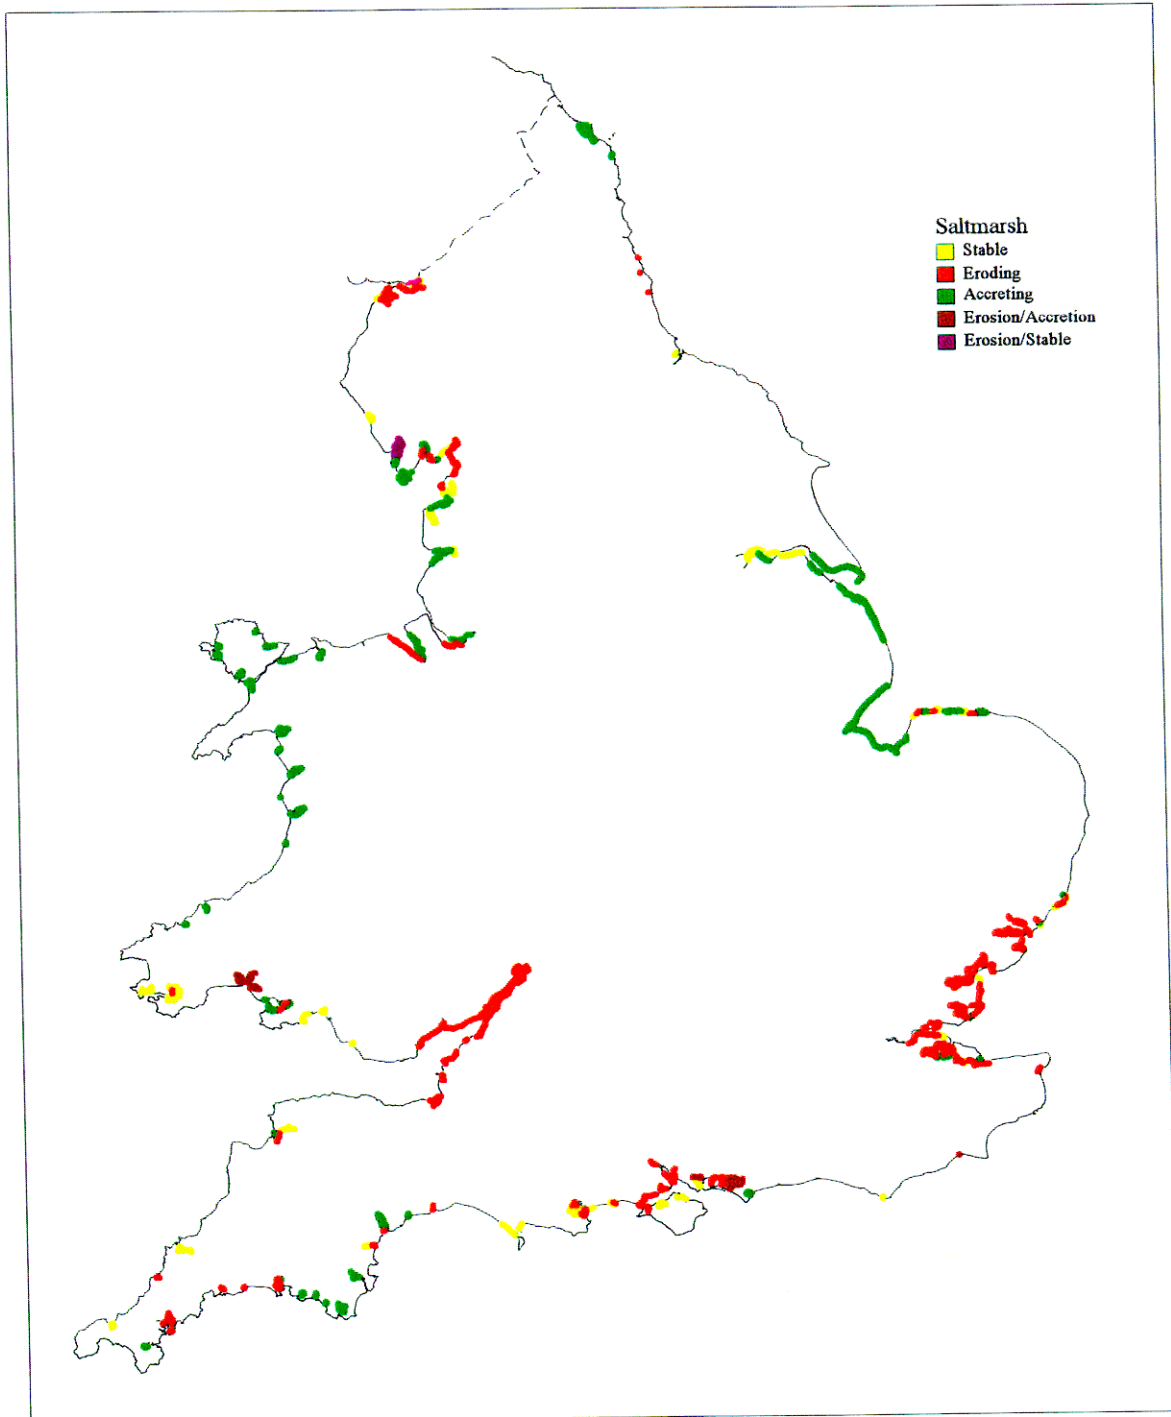 Saltmarsh
Stable
Eroding
Accreting
Erosion/Accretion
Erosion/Stable